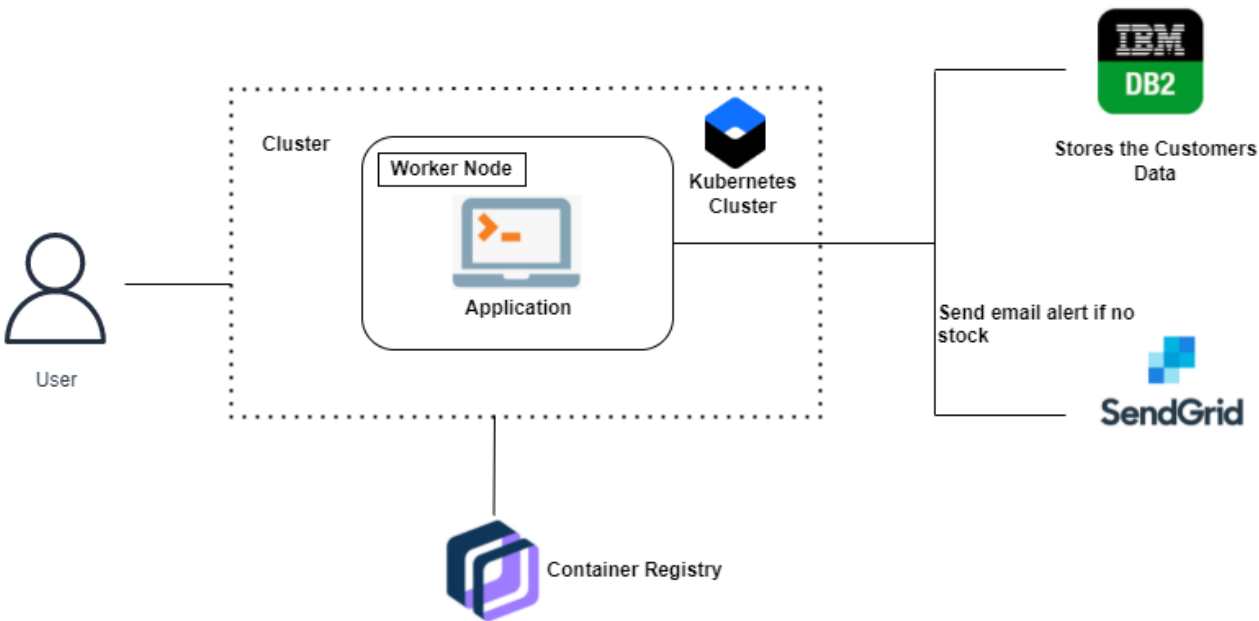 IBM
DB2
Stores the Customers
Data
Cluster
Worker Node
Kubernetes
Cluster
Application
User
Send email alert if no
stock
SendGrid
Container Registry